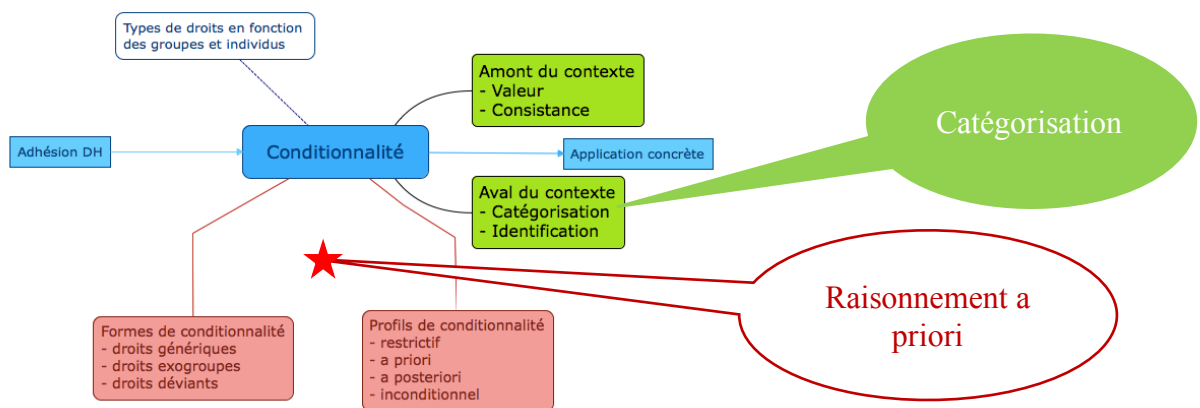 Types de droits en fonction
des groupes et individus
Amont du contexte
- Valeur
- Consistance
Catégorisation
Adhésion DH
Conditionnalité
Application concrète
Aval du contexte
- Catégorisation
- Identification
Raisonnement a
priori
Formes de conditionnalité
- droits génériques
- droits exogroupes
- droits déviants
Profils de conditionnalité
- restrictif
- a priori
- a posteriori
- inconditionnel